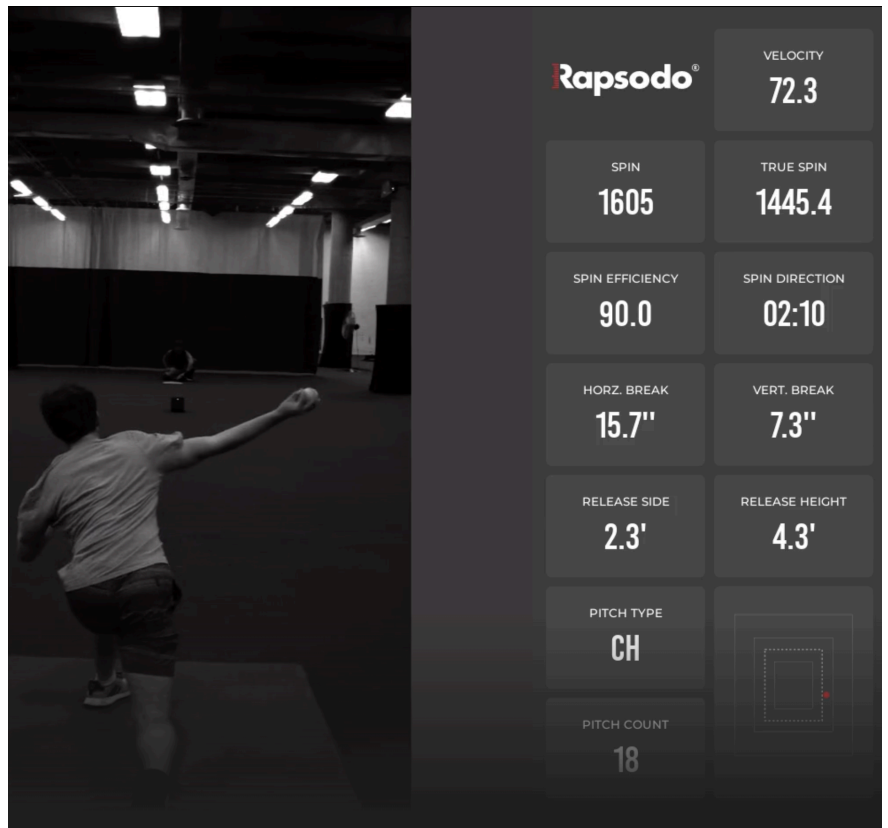 Rapsodo®
VELOCITY
72.3
SPIN
1605
TRUE SPIN
1445.4
SPIN EFFICIENCY
90.0
SPIN DIRECTION
02:10
HORZ. BREAK
15.7"
VERT. BREAK
7.3"
RELEASE SIDE
2.3'
RELEASE HEIGHT
4.3'
PITCH TYPE
CH
PITCH COUNT
18